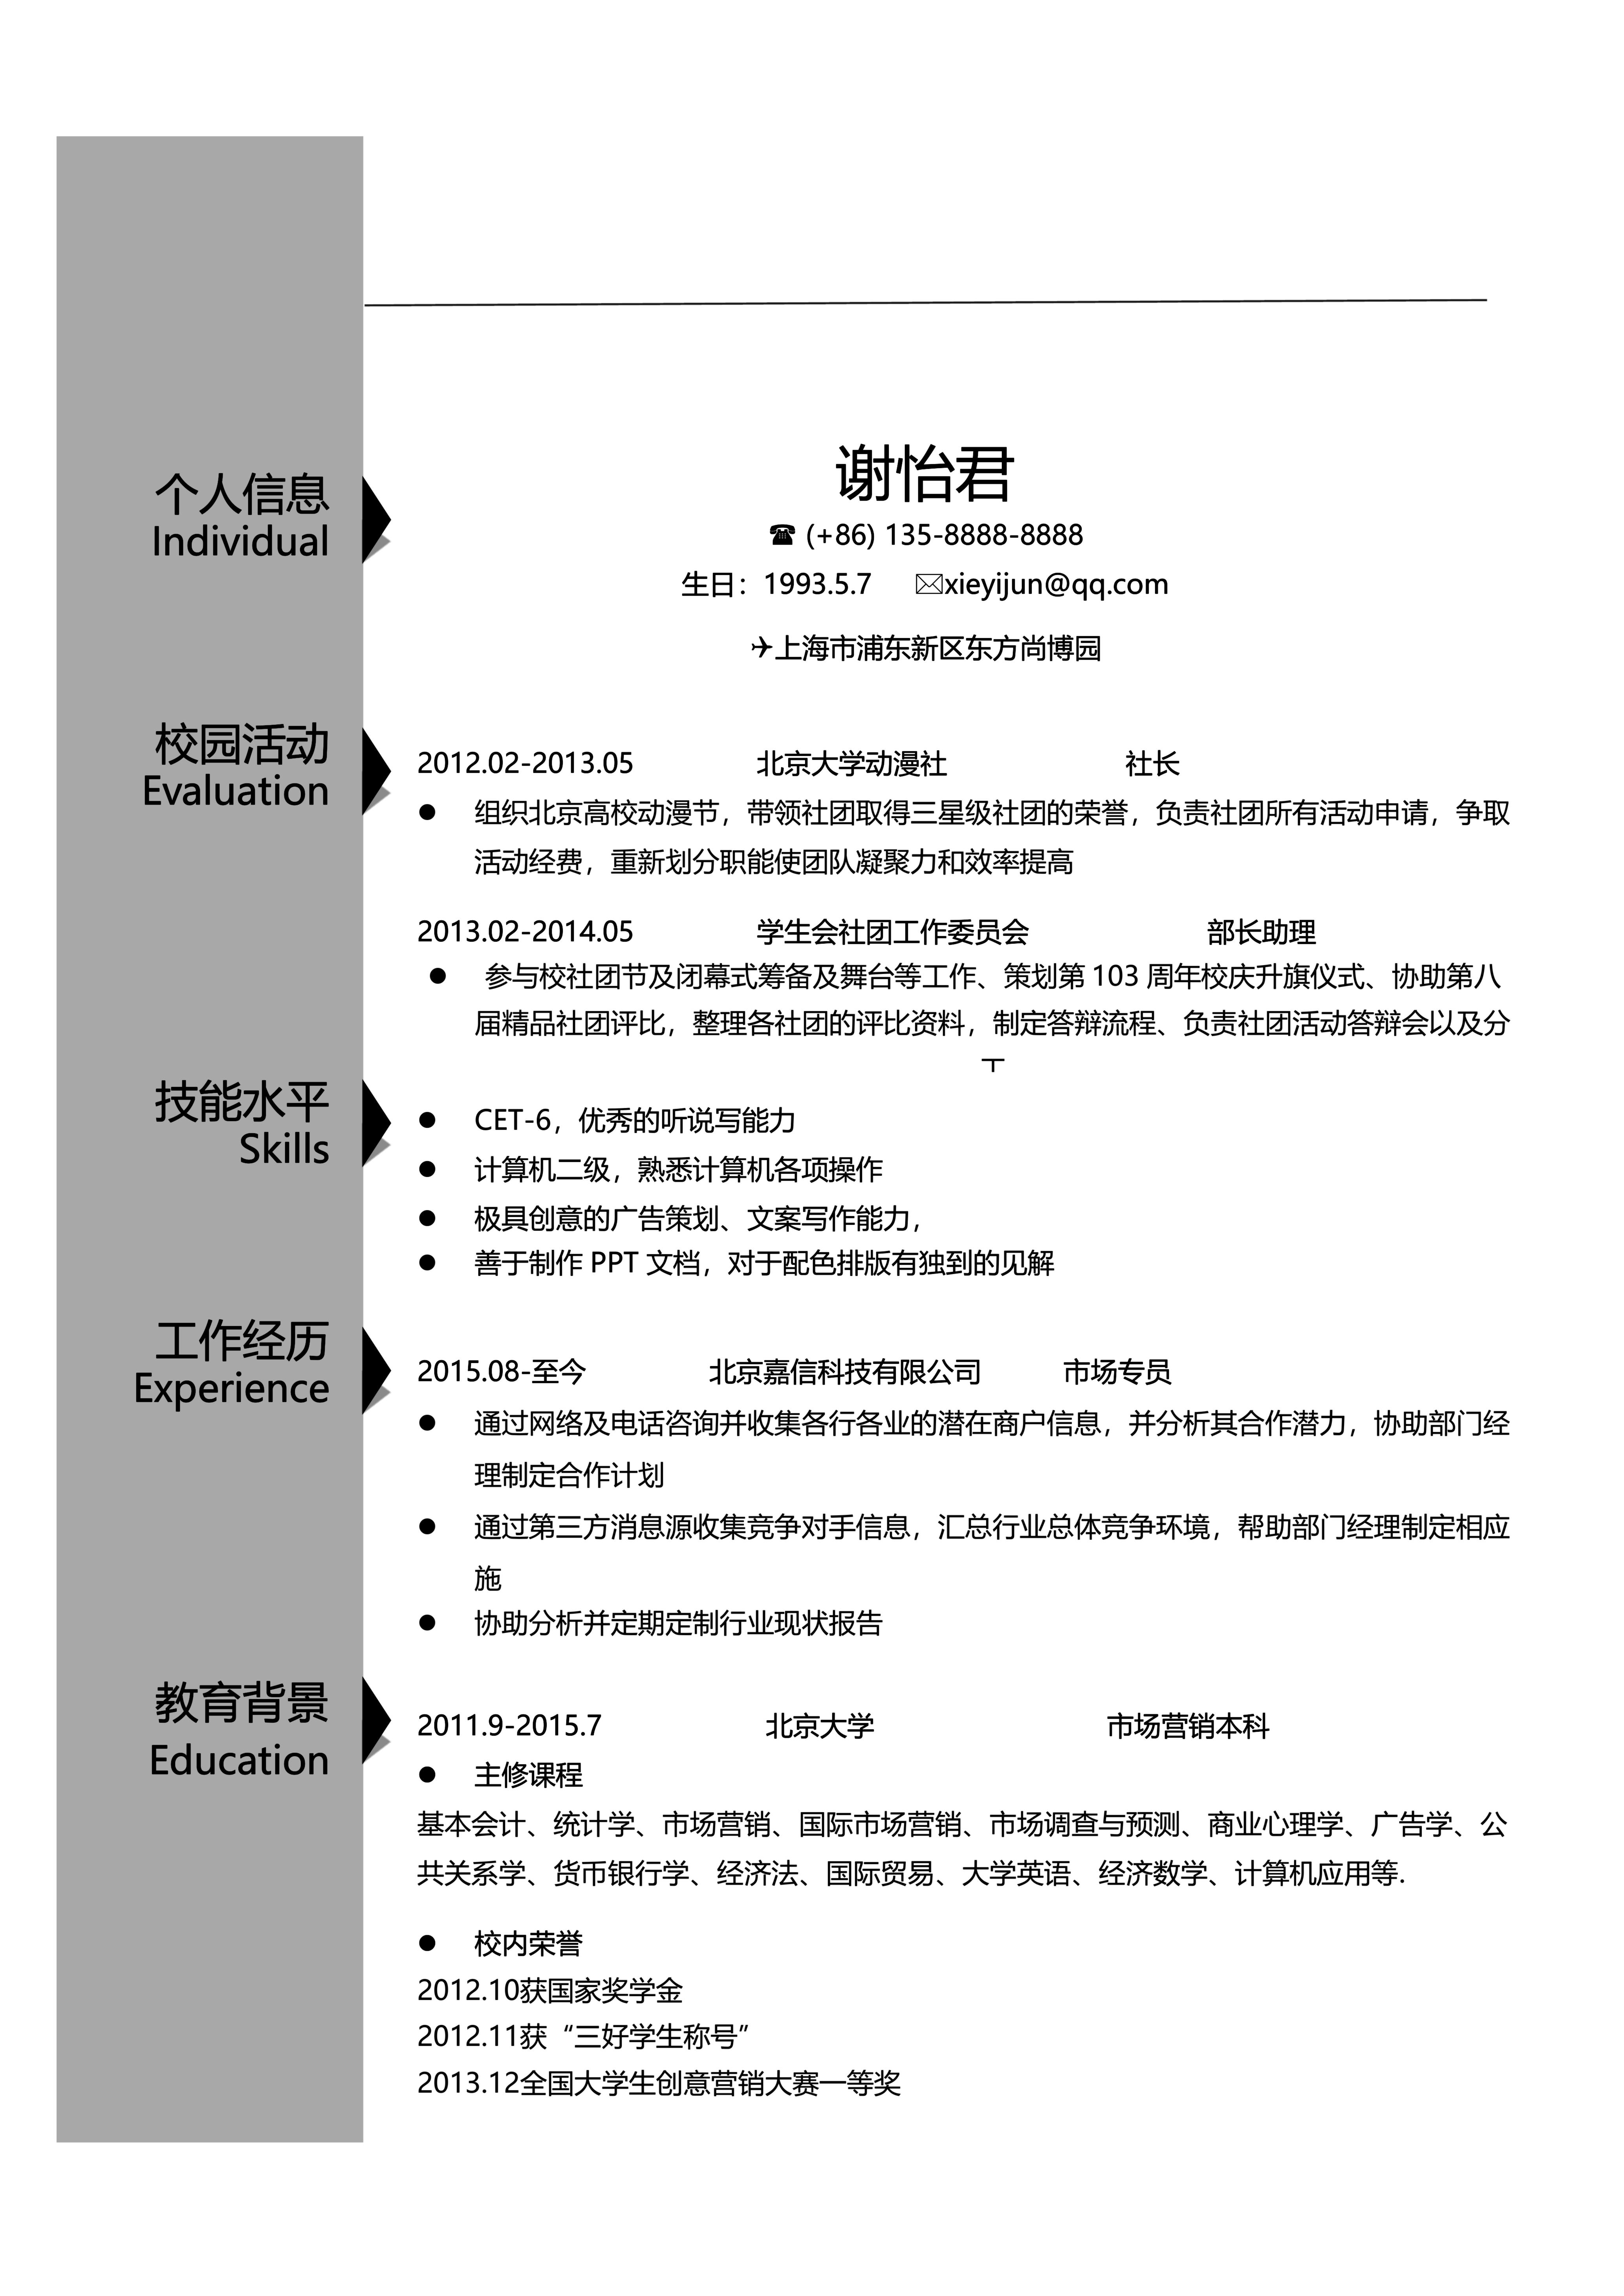 个人信息
Individual
谢怡君
☎ (+86) 135-8888-8888
生日：1993.5.7 ✉xieyijun@qq.com
✈上海市浦东新区东方尚博园
校园活动
Evaluation
2012.02-2013.05 北京大学动漫社 社长
● 组织北京高校动漫节，带领社团取得三星级社团的荣誉，负责社团所有活动申请，争取
活动经费，重新划分职能使团队凝聚力和效率提高
2013.02-2014.05 学生会社团工作委员会 部长助理
● 参与校社团节及闭幕式筹备及舞台等工作、策划第 103 周年校庆升旗仪式、协助第八
届精品社团评比，整理各社团的评比资料，制定答辩流程、负责社团活动答辩会以及分
技能水平
Skills
● CET-6，优秀的听说写能力
● 计算机二级，熟悉计算机各项操作
● 极具创意的广告策划、文案写作能力，
● 善于制作 PPT 文档，对于配色排版有独到的见解
工作经历
Experience
2015.08-至今 北京嘉信科技有限公司 市场专员
● 通过网络及电话咨询并收集各行各业的潜在商户信息，并分析其合作潜力，协助部门经
理制定合作计划
● 通过第三方消息源收集竞争对手信息，汇总行业总体竞争环境，帮助部门经理制定相应
施
● 协助分析并定期定制行业现状报告
教育背景
Education
2011.9-2015.7 北京大学 市场营销本科
● 主修课程
基本会计、统计学、市场营销、国际市场营销、市场调查与预测、商业心理学、广告学、公
共关系学、货币银行学、经济法、国际贸易、大学英语、经济数学、计算机应用等.
● 校内荣誉
2012.10获国家奖学金
2012.11获“三好学生称号”
2013.12全国大学生创意营销大赛一等奖